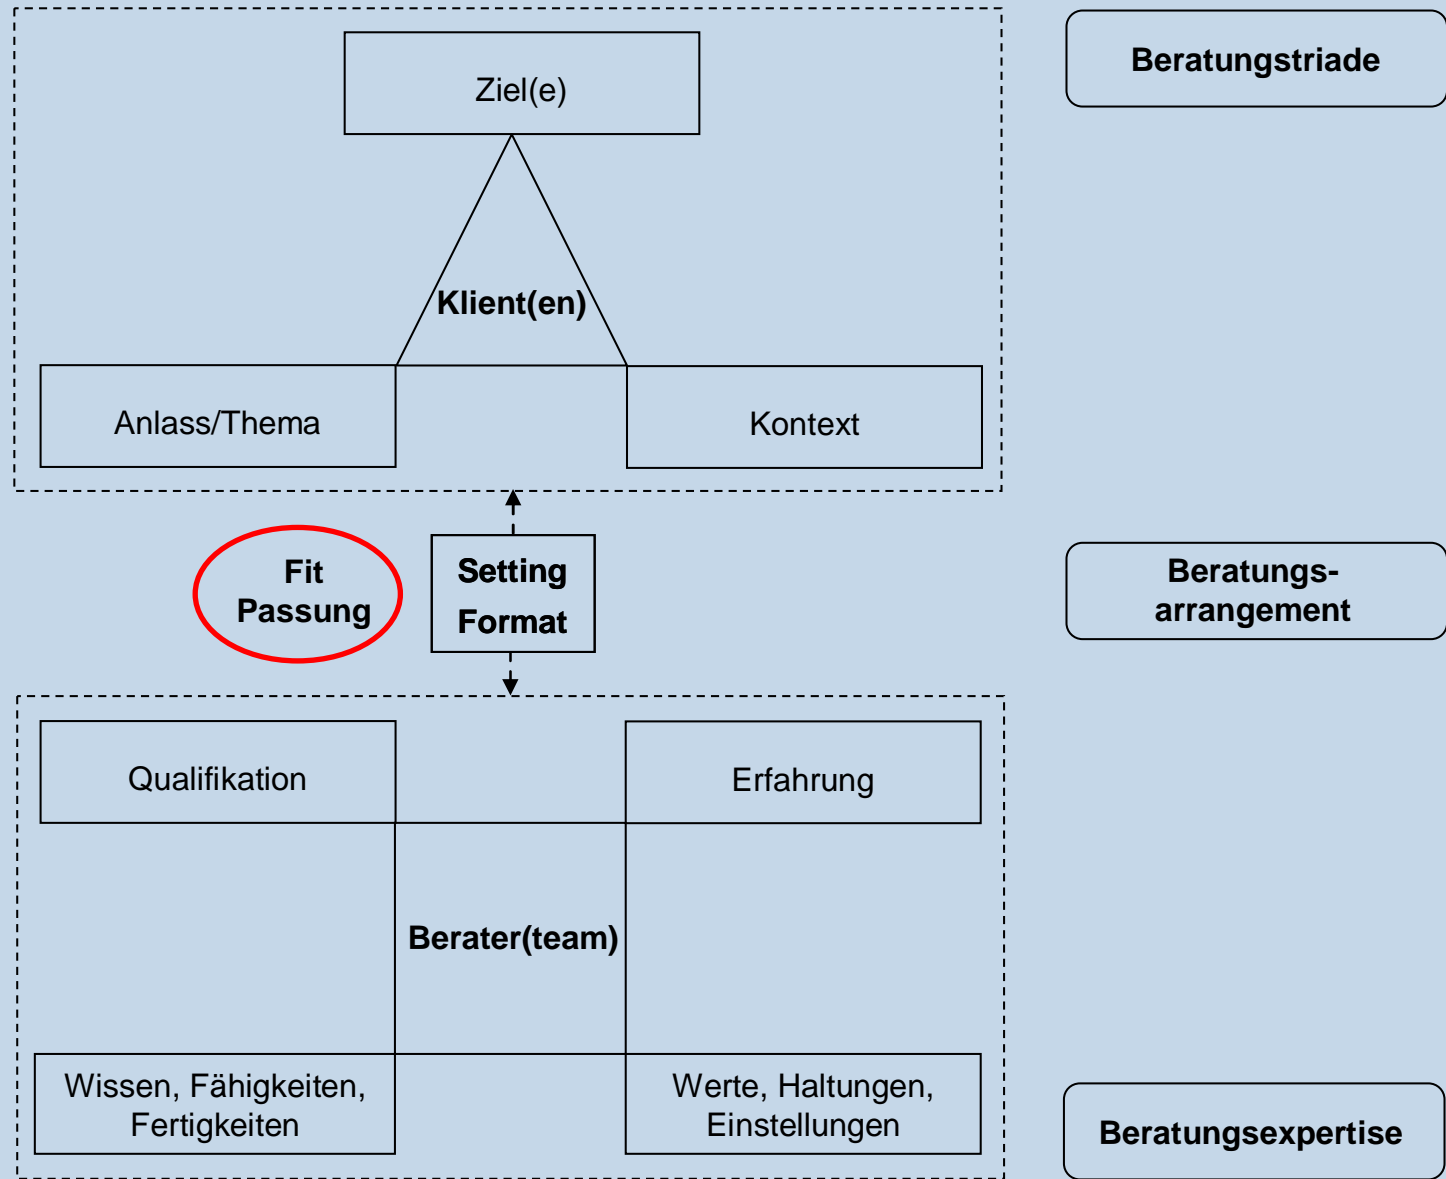 Ziel(e)
Beratungstriade
Klient(en)
Anlass/Thema
Kontext
Fit
Passung
Setting
Format
Beratungs-
arrangement
Qualifikation
Erfahrung
Berater(team)
Wissen, Fähigkeiten,
Fertigkeiten
Werte, Haltungen,
Einstellungen
Beratungsexpertise